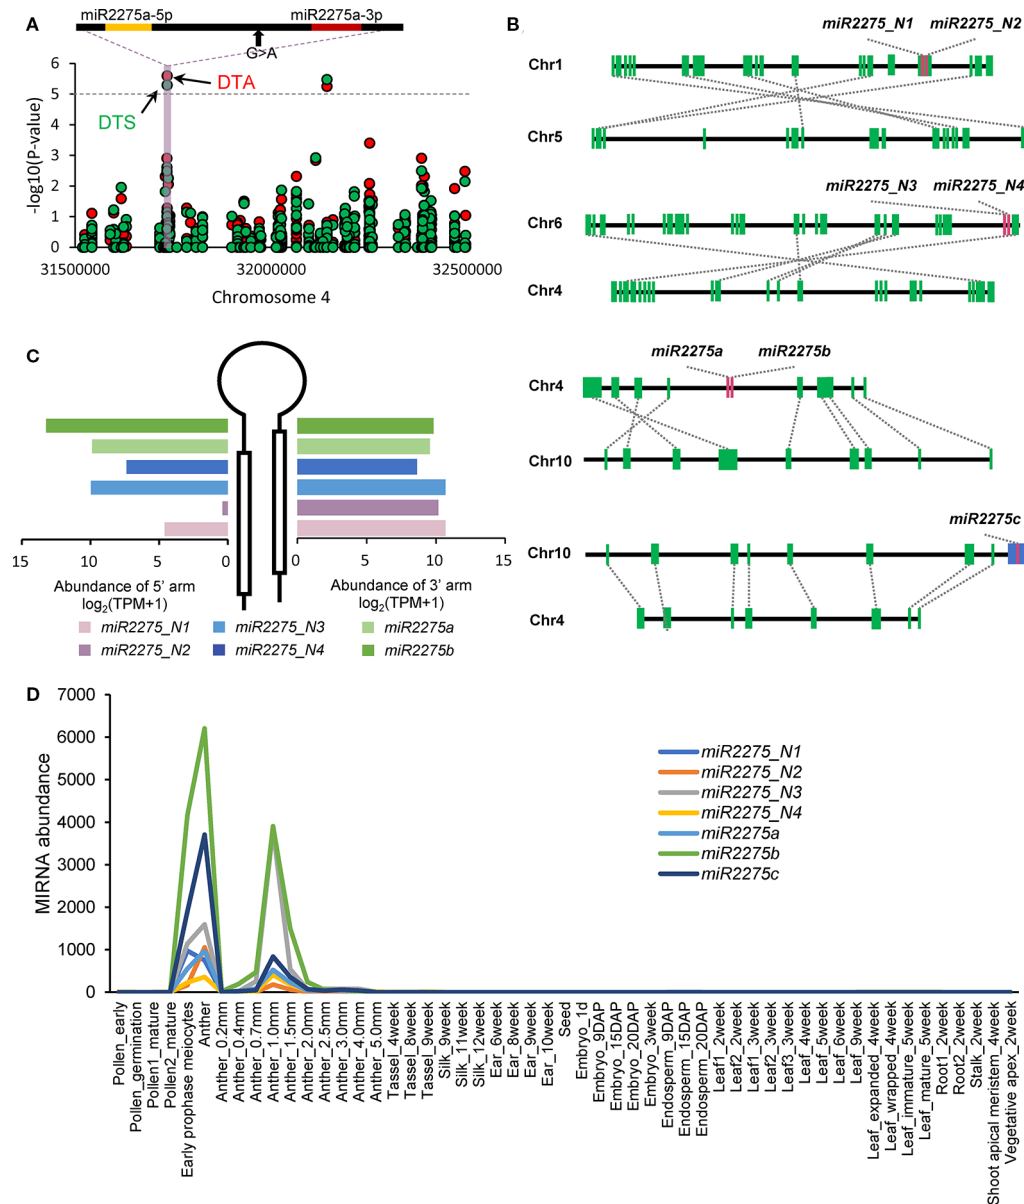 A
miR2275a-5p
miR2275a-3p
G>A
6
5
4
3
2
1
0
-log10(P-value)
DTA
DTS
31500000
32000000
32500000
Chromosome 4
B
miR2275_N1
miR2275_N2
Chr1
Chr5
miR2275_N3
miR2275_N4
Chr6
Chr4
miR2275a
miR2275b
Chr4
Chr10
miR2275c
Chr10
Chr4
C
15
10
5
0
0
5
10
15
Abundance of 5' arm
log2(TPM+1)
Abundance of 3' arm
log2(TPM+1)
miR2275_N1
miR2275_N3
miR2275a
miR2275_N2
miR2275_N4
miR2275b
D
7000
6000
5000
4000
3000
2000
1000
0
MIRNA abundance
miR2275_N1
miR2275_N2
miR2275_N3
miR2275_N4
miR2275a
miR2275b
miR2275c
Pollen_early
Pollen_germination
Pollen1_mature
Pollen2_mature
Early prophase meiocytes
Anther
Anther_0.2mm
Anther_0.4mm
Anther_0.7mm
Anther_1.0mm
Anther_1.5mm
Anther_2.0mm
Anther_2.5mm
Anther_3.0mm
Anther_4.0mm
Anther_5.0mm
Tassel_4week
Tassel_9week
Tassel_9week
Silk_9week
Silk_11week
Silk_12week
Ear_6week
Ear_8week
Ear_9week
Ear_10week
Seed
Embryo_1d
Embryo_9DAP
Embryo_15DAP
Embryo_20DAP
Embryo_3week
Endosperm_9DAP
Endosperm_15DAP
Endosperm_20DAP
Leaf1_2week
Leaf2_2week
Leaf1_3week
Leaf2_3week
Leaf3_3week
Leaf_4week
Leaf_5week
Leaf_6week
Leaf_9week
Leaf_expanded_4week
Leaf_wrapped_4week
Leaf_immature_5week
Leaf_mature_5week
Root1_2week
Root2_2week
Stalk_2week
Shoot apical meristem_4week
Vegetative apex_2week